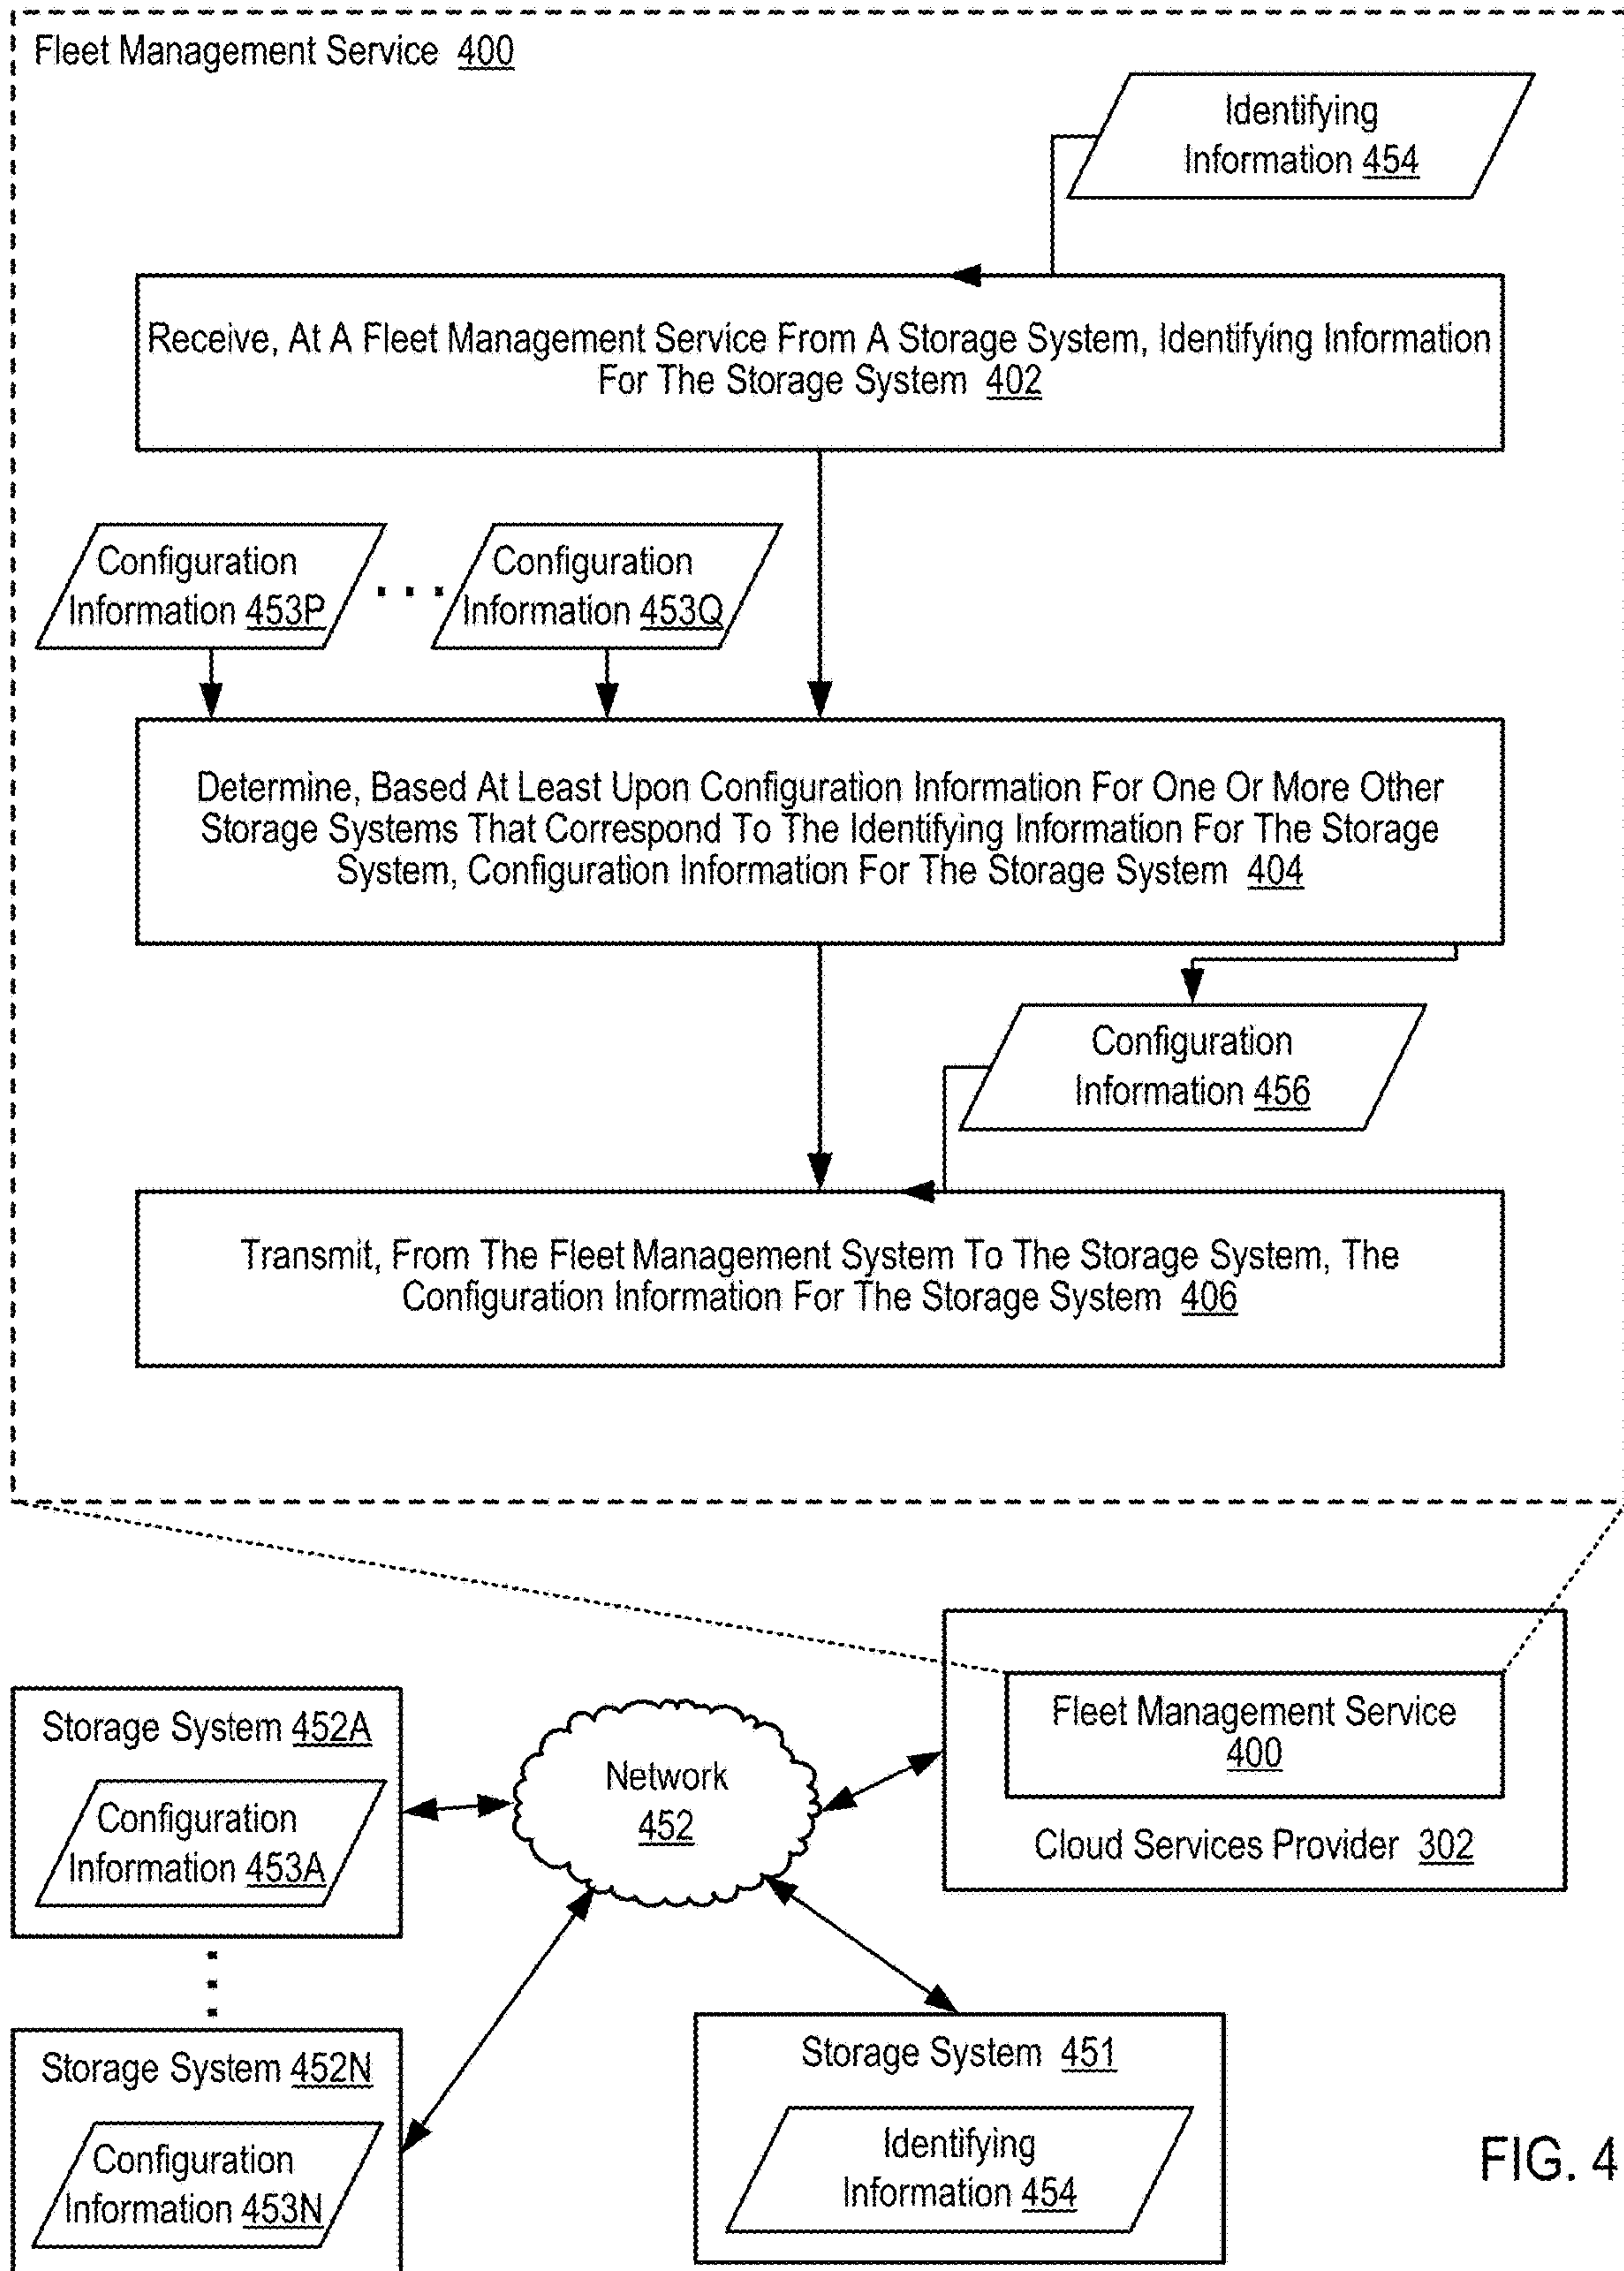 Fleet Management Service 400
Identifying
Information 454
Receive, At A Fleet Management Service From A Storage System, Identifying Information
For The Storage System 402
Configuration
Information 453P
Configuration
Information 453Q
Determine, Based At Least Upon Configuration Information For One Or More Other
Storage Systems That Correspond To The Identifying Information For The Storage
System, Configuration Information For The Storage System 404
Configuration
Information 456
Transmit, From The Fleet Management System To The Storage System, The
Configuration Information For The Storage System 406
Storage System 452A
Configuration
Information 453A
Network
452
Fleet Management Service
400
Cloud Services Provider 302
Storage System 452N
Configuration
Information 453N
Storage System 451
Identifying
Information 454
FIG. 4